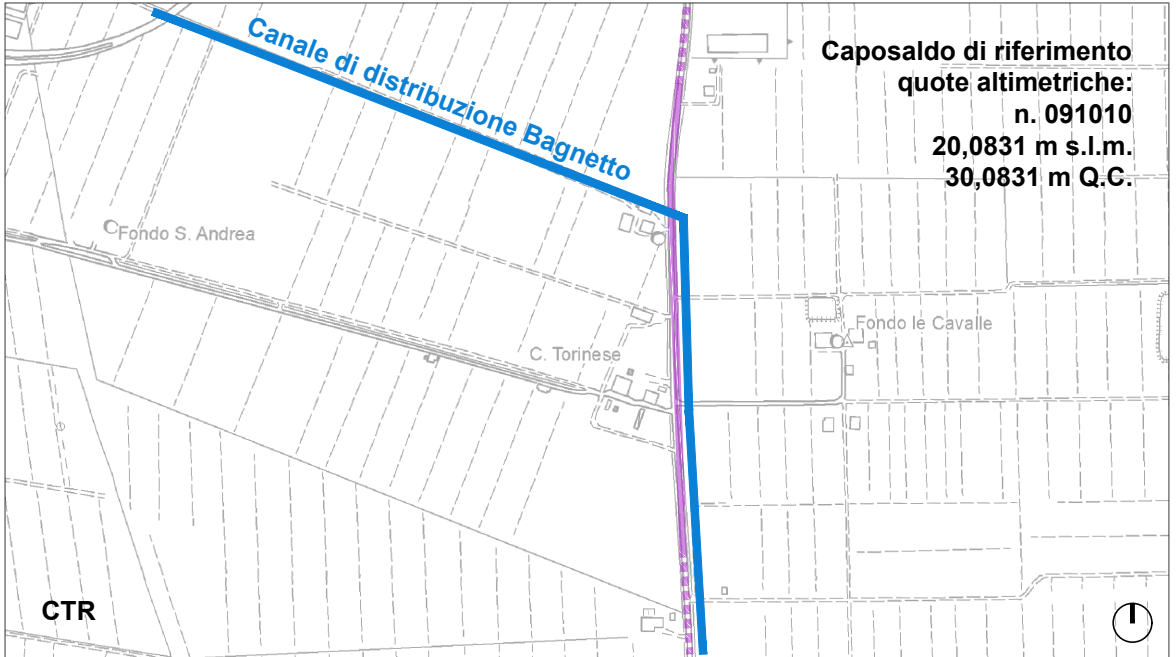 Canale di distribuzione Bagnetto
Caposaldo di riferimento
quote altimetriche:
n. 091010
20,0831 m s.l.m.
30,0831 m Q.C.
Fondo S. Andrea
Fondo le Cavalle
C. Torinese
CTR